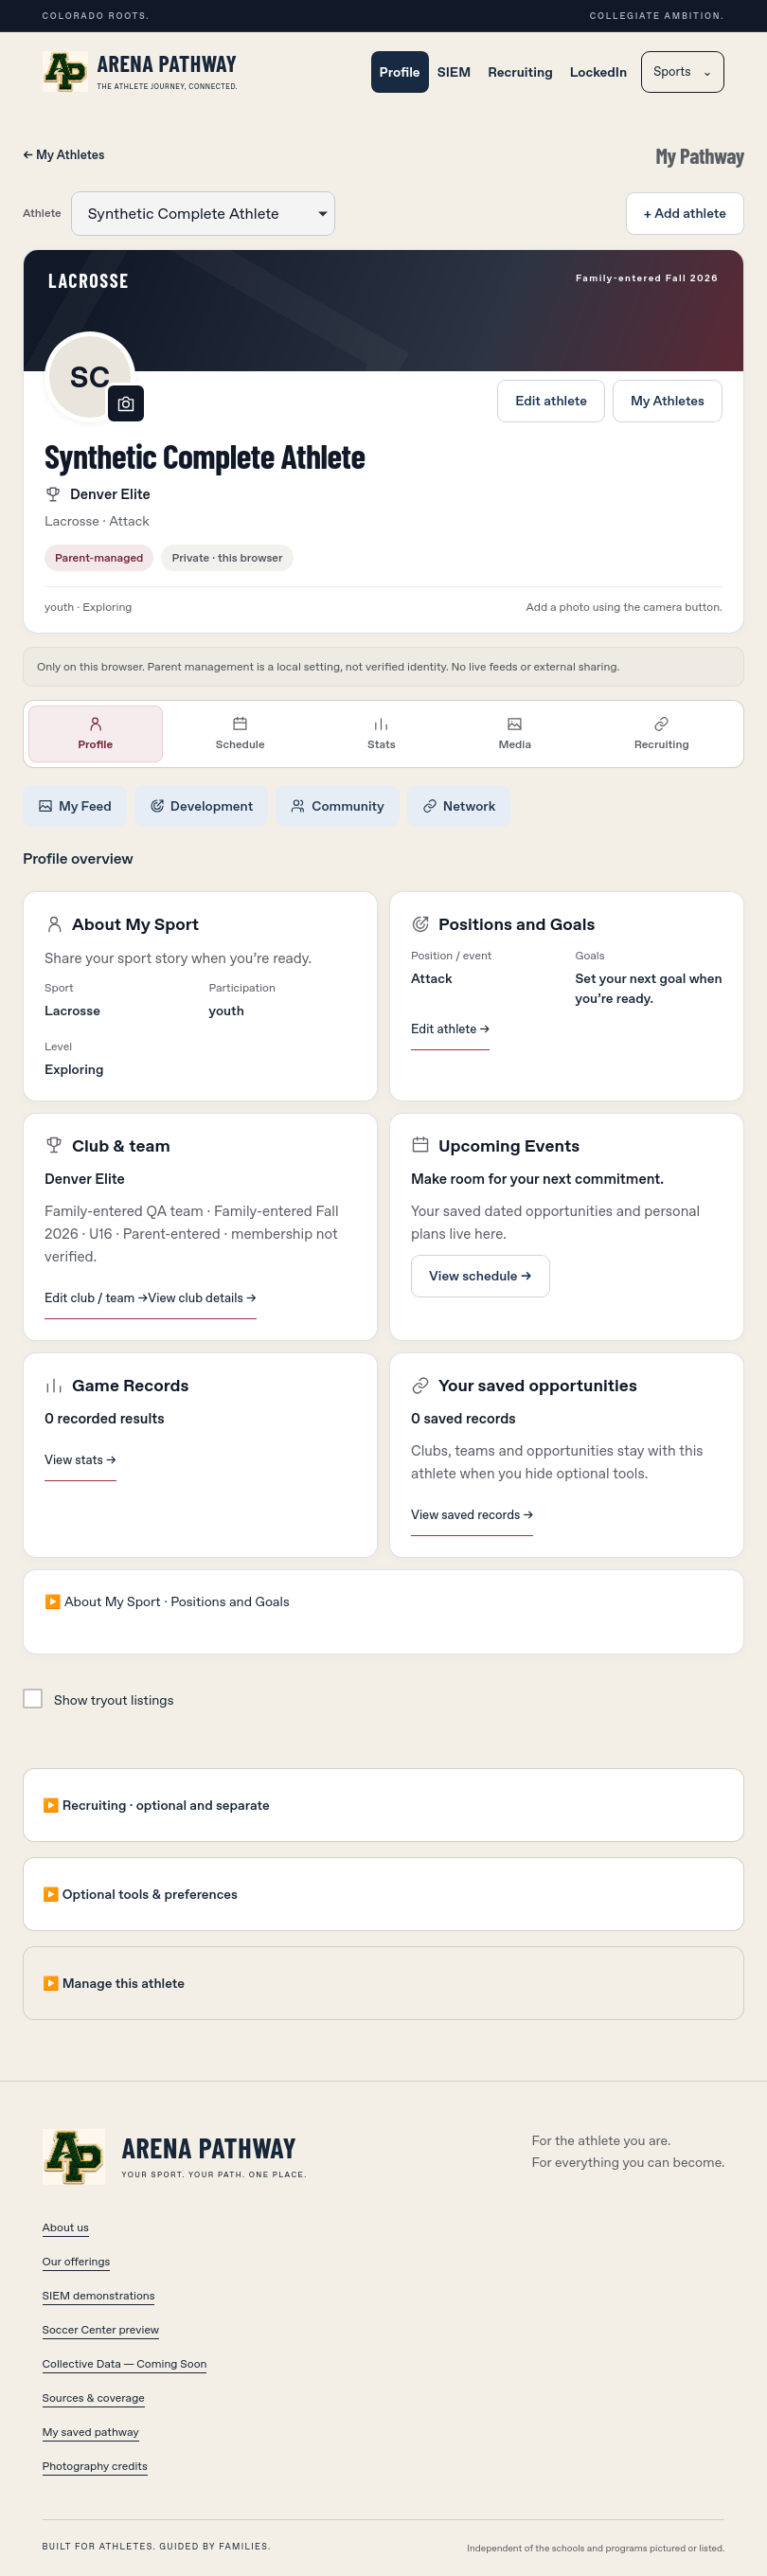 COLORADO ROOTS.
COLLEGIATE AMBITION.
AP
ARENA PATHWAY
THE ATHLETE JOURNEY, CONNECTED.
Profile
SIEM
Recruiting
LockedIn
Sports
← My Athletes
My Pathway
Athlete
Synthetic Complete Athlete
+ Add athlete
LACROSSE
Family-entered Fall 2026
SC
Edit athlete
My Athletes
Synthetic Complete Athlete
Denver Elite
Lacrosse · Attack
Parent-managed
Private · this browser
youth · Exploring
Add a photo using the camera button.
Only on this browser. Parent management is a local setting, not verified identity. No live feeds or external sharing.
Profile
Schedule
Stats
Media
Recruiting
My Feed
Development
Community
Network
Profile overview
About My Sport
Share your sport story when you’re ready.
Sport
Participation
Lacrosse
youth
Level
Exploring
Positions and Goals
Position / event
Goals
Attack
Set your next goal when
you’re ready.
Edit athlete →
Club & team
Denver Elite
Family-entered QA team · Family-entered Fall
2026 · U16 · Parent-entered · membership not
verified.
Edit club / team →View club details →
Upcoming Events
Make room for your next commitment.
Your saved dated opportunities and personal
plans live here.
View schedule →
Game Records
0 recorded results
View stats →
Your saved opportunities
0 saved records
Clubs, teams and opportunities stay with this
athlete when you hide optional tools.
View saved records →
About My Sport · Positions and Goals
Show tryout listings
Recruiting · optional and separate
Optional tools & preferences
Manage this athlete
AP
ARENA PATHWAY
YOUR SPORT. YOUR PATH. ONE PLACE.
For the athlete you are.
For everything you can become.
About us
Our offerings
SIEM demonstrations
Soccer Center preview
Collective Data — Coming Soon
Sources & coverage
My saved pathway
Photography credits
BUILT FOR ATHLETES. GUIDED BY FAMILIES.
Independent of the schools and programs pictured or listed.